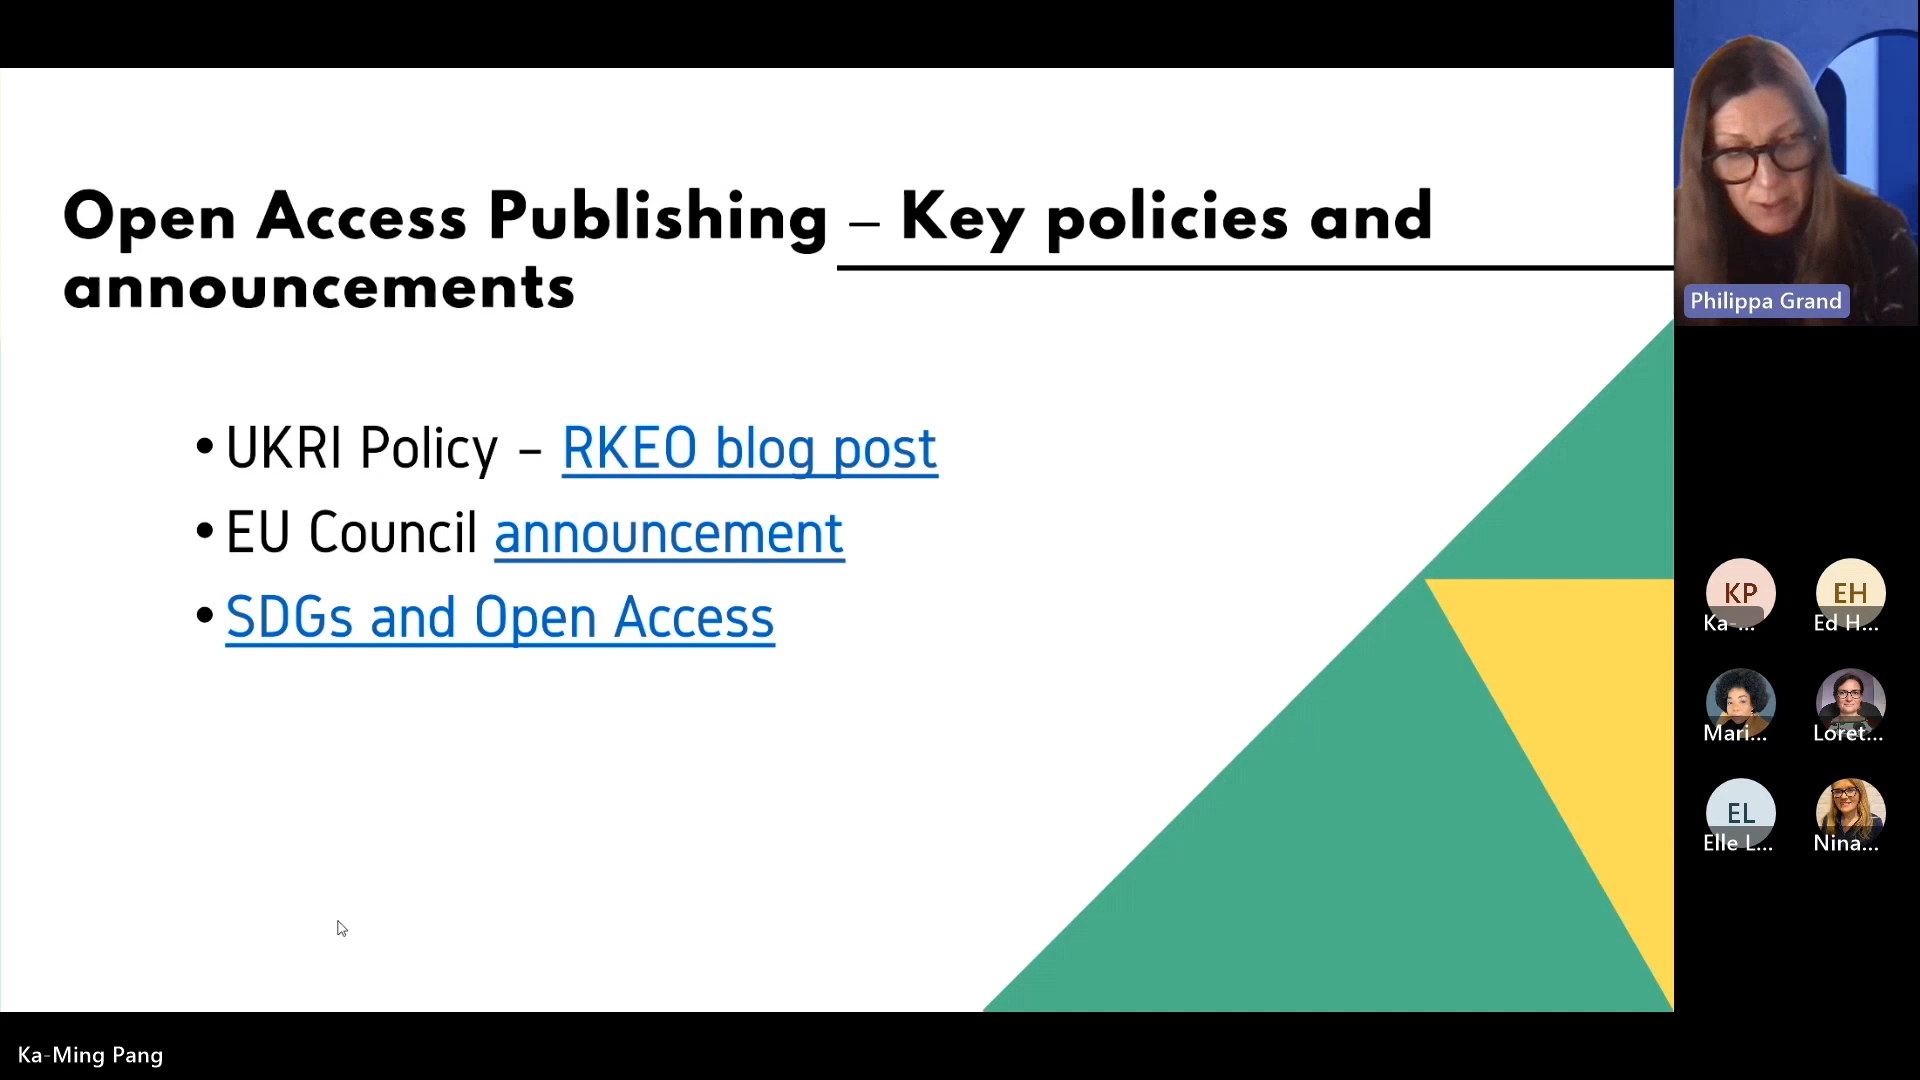 Open Access Publishing – Key policies and
announcements
• UKRI Policy – RKEO blog post
• EU Council announcement
• SDGs and Open Access
Philippa Grand
KP
Ka-...
EH
Ed H...
Mari...
Loret...
EL
Elle L...
Nina...
Ka-Ming Pang